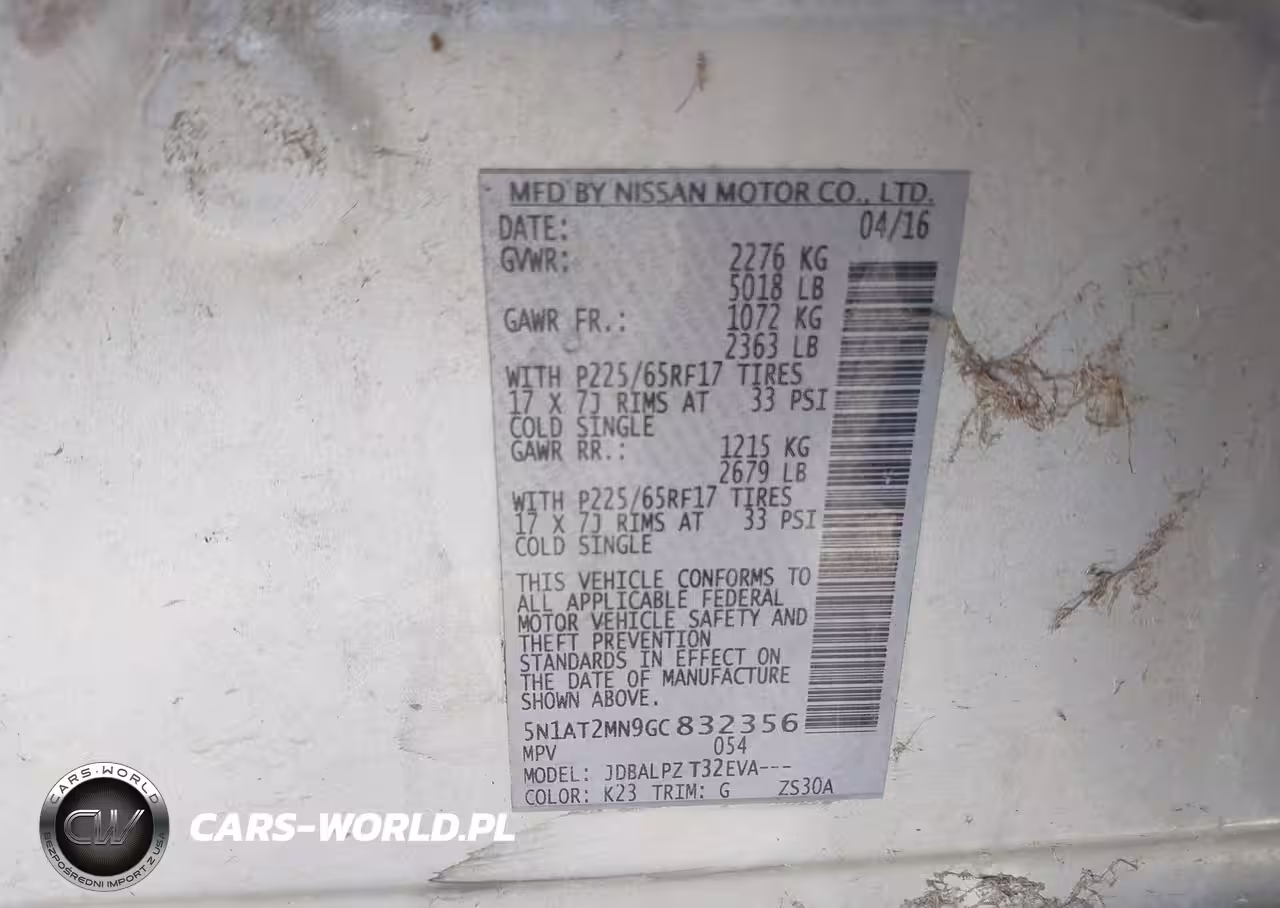 MFD BY NISSAN MOTOR CO., LTD.
DATE: 04/16
GVWR: 2276 KG
5018 LB
GAWR FR.: 1072 KG
2363 LB
WITH P225/65RF17 TIRES
17 X 7J RIMS AT 33 PSI
COLD SINGLE
GAWR RR.: 1215 KG
2679 LB
WITH P225/65RF17 TIRES
17 X 7J RIMS AT 33 PSI
COLD SINGLE
THIS VEHICLE CONFORMS TO
ALL APPLICABLE FEDERAL
MOTOR VEHICLE SAFETY AND
THEFT PREVENTION
STANDARDS IN EFFECT ON
THE DATE OF MANUFACTURE
SHOWN ABOVE.
5N1AT2MN9GC832356
MPV 054
MODEL: JDBALPZ T32EVA---
COLOR: K23 TRIM: G ZS30A
CARS-WORLD
CW
BEZPOŚREDNI IMPORT Z USA
CARS-WORLD.PL